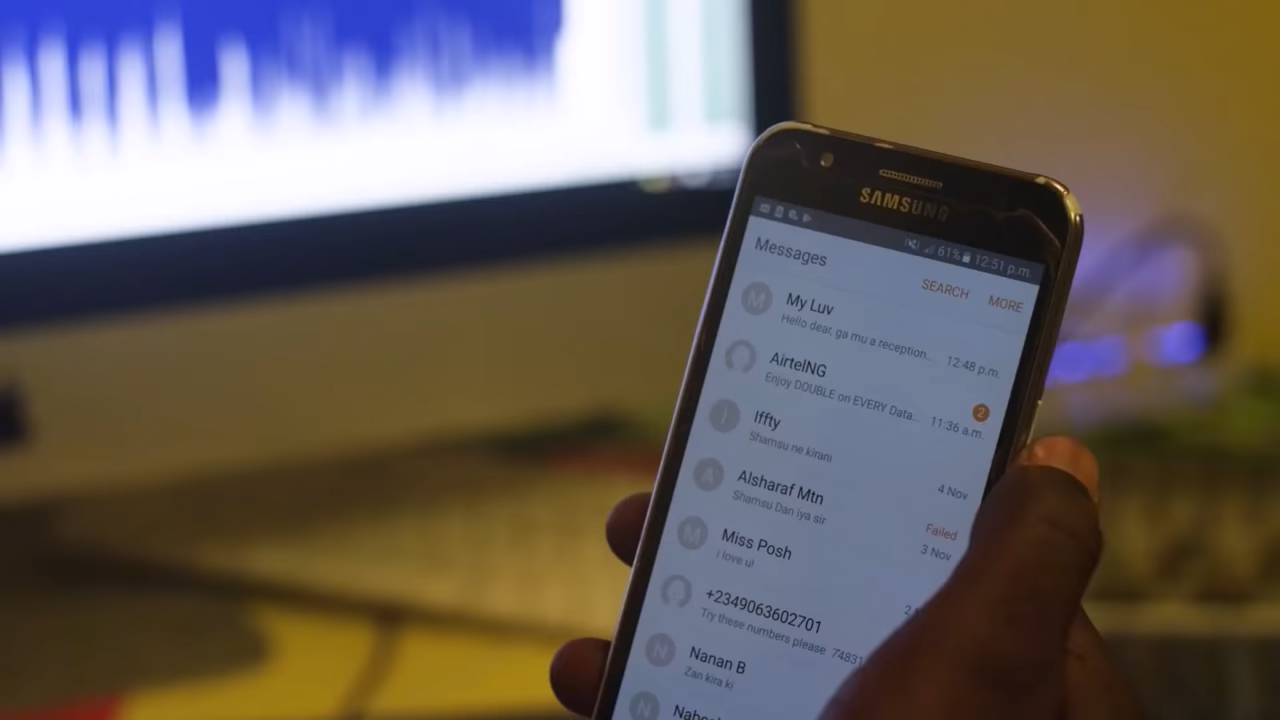 SAMSUNG
61% 12:51 p.m.
Messages
SEARCH MORE
M
My Luv
Hello dear, ga mu a reception.. 12:48 p.m.
AirtelNG
2
Enjoy DOUBLE on EVERY Data... 11:36 a.m.
I
Iffty
Shamsu ne kirani
4 Nov
A
Alsharaf Mtn
Shamsu Dan iya sir
Failed
3 Nov
M
Miss Posh
i love u!
+2349063602701
Try these numbers please 74831
N
Nanan B
Zan kira ki
N